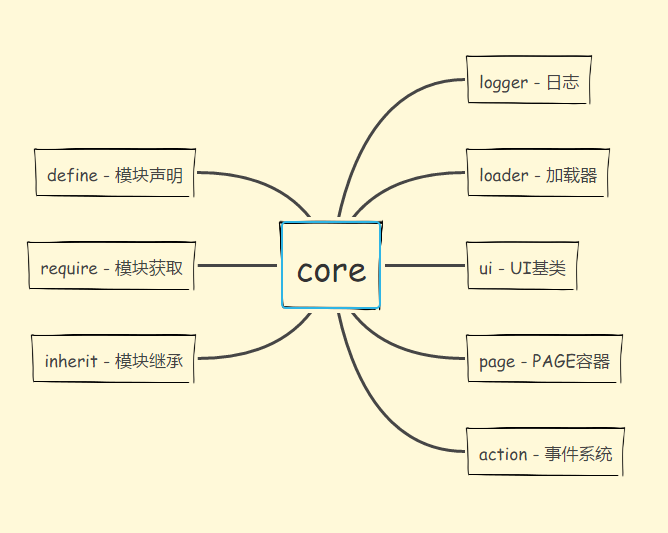 logger - 日志
define - 模块声明
loader - 加载器
core
require - 模块获取
ui - UI基类
inherit - 模块继承
page - PAGE容器
action - 事件系统